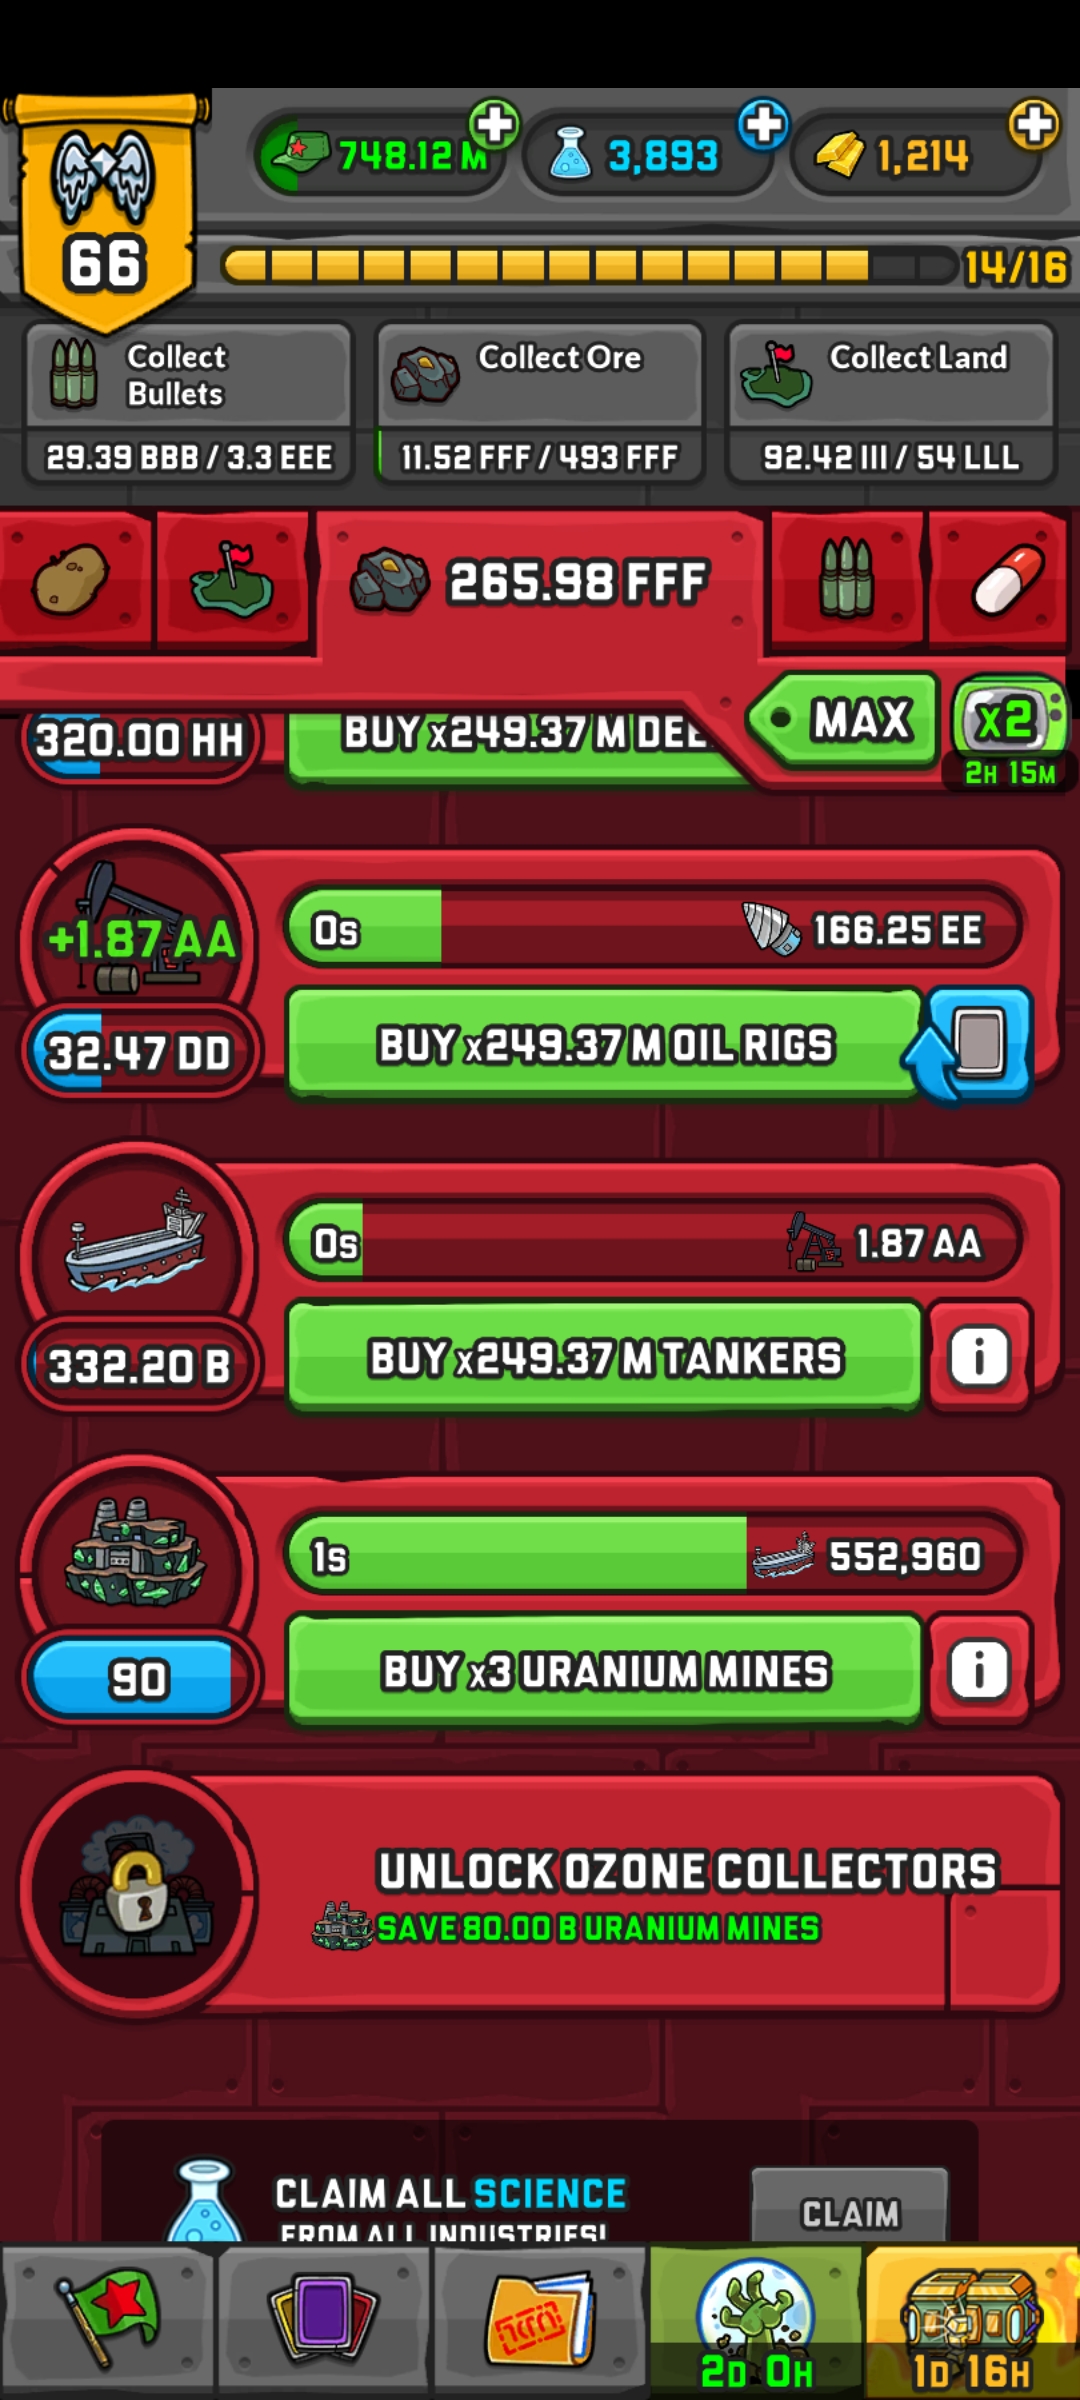 66
748.12 M
3,893
1,214
14/16
Collect Bullets
29.39 BBB / 3.3 EEE
Collect Ore
11.52 FFF / 493 FFF
Collect Land
92.42 III / 54 LLL
265.98 FFF
MAX
X2
2H 15M
320.00 HH
BUY x249.37 M DEE
+1.87 AA
0s
166.25 EE
32.47 DD
BUY x249.37 M OIL RIGS
0s
1.87 AA
332.20 B
BUY x249.37 M TANKERS
i
1s
552,960
90
BUY x3 URANIUM MINES
i
UNLOCK OZONE COLLECTORS
SAVE 80.00 B URANIUM MINES
CLAIM ALL SCIENCE
FROM ALL INDUSTRIES!
CLAIM
2D 0H
1D 16H